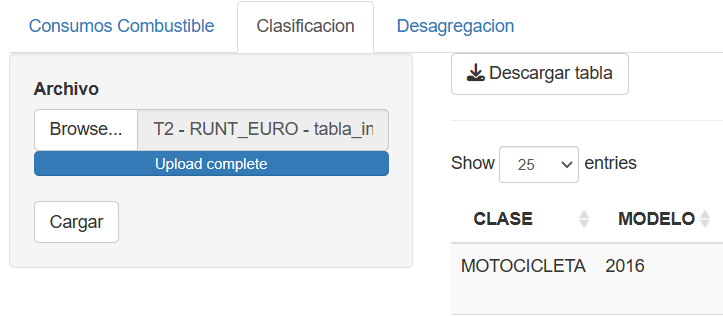 Consumos Combustible Clasificacion Desagregacion
Archivo
Browse... T2 - RUNT_EURO - tabla_in
Upload complete
Cargar
Descargar tabla
Show 25 entries
CLASE MODELO
MOTOCICLETA 2016